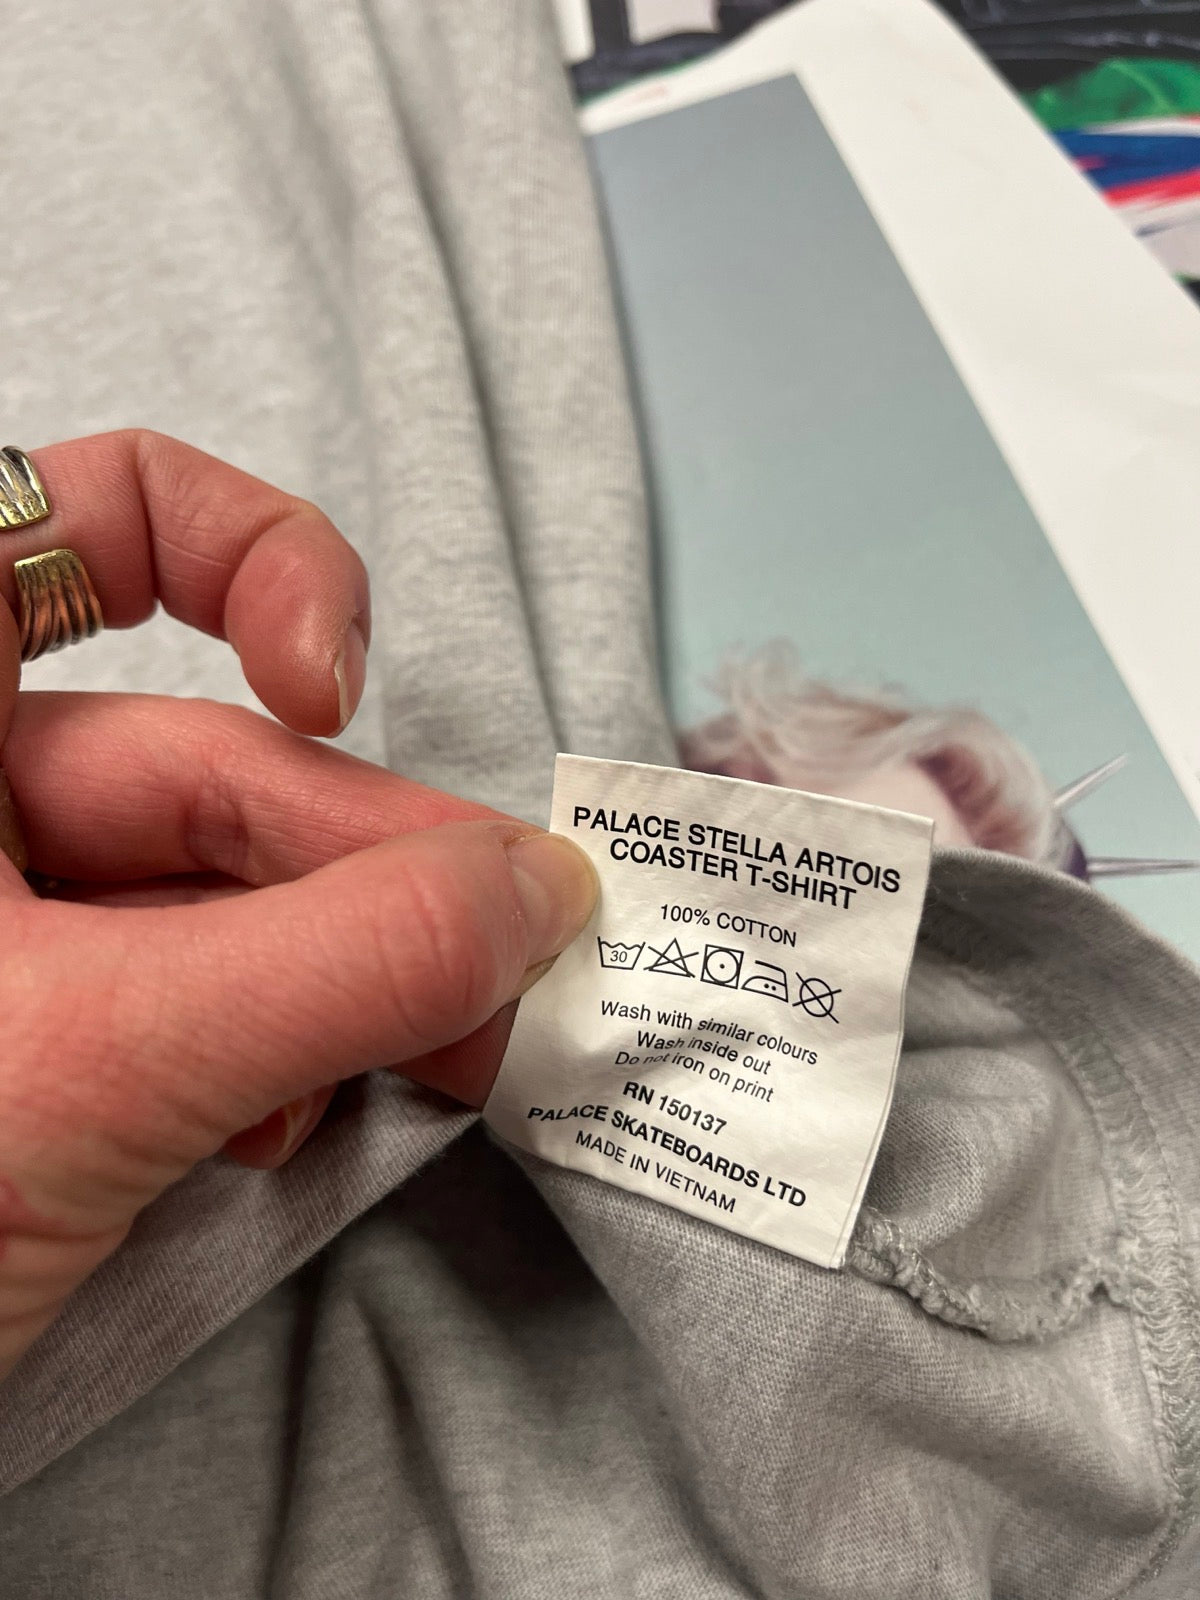 PALACE STELLA ARTOIS
COASTER T-SHIRT
100% COTTON
30
Wash with similar colours
Wash inside out
Do not iron on print
RN 150137
PALACE SKATEBOARDS LTD
MADE IN VIETNAM